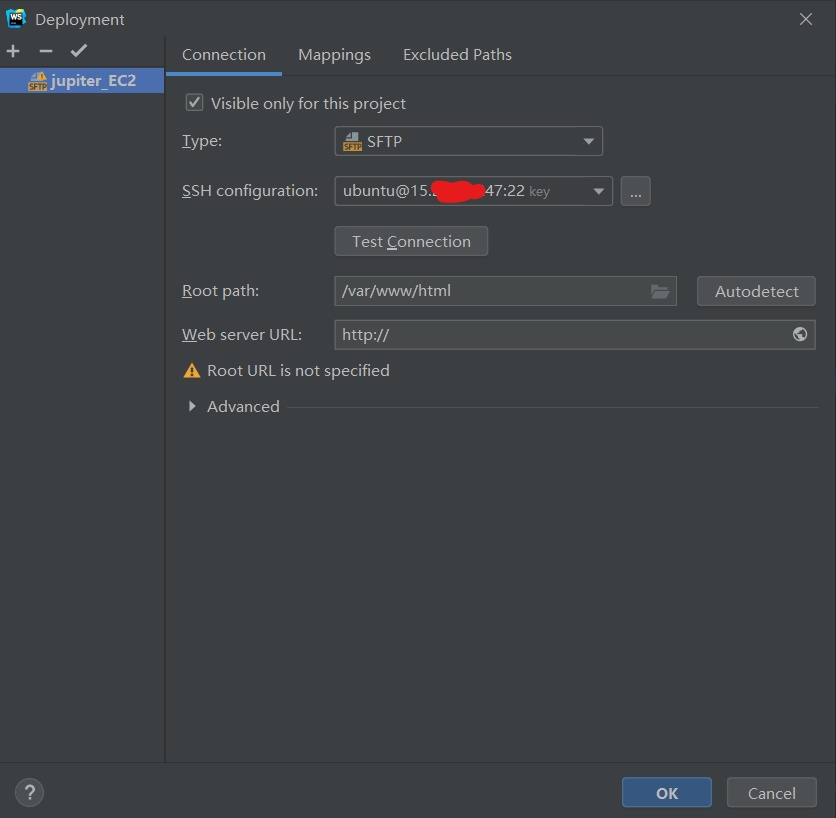 WS Deployment
SFTP jupiter_EC2
Connection Mappings Excluded Paths
Visible only for this project
Type: SFTP SFTP
SSH configuration: ubuntu@15. 47:22 key ...
Test Connection
Root path: /var/www/html Autodetect
Web server URL: http://
Root URL is not specified
Advanced
? OK Cancel